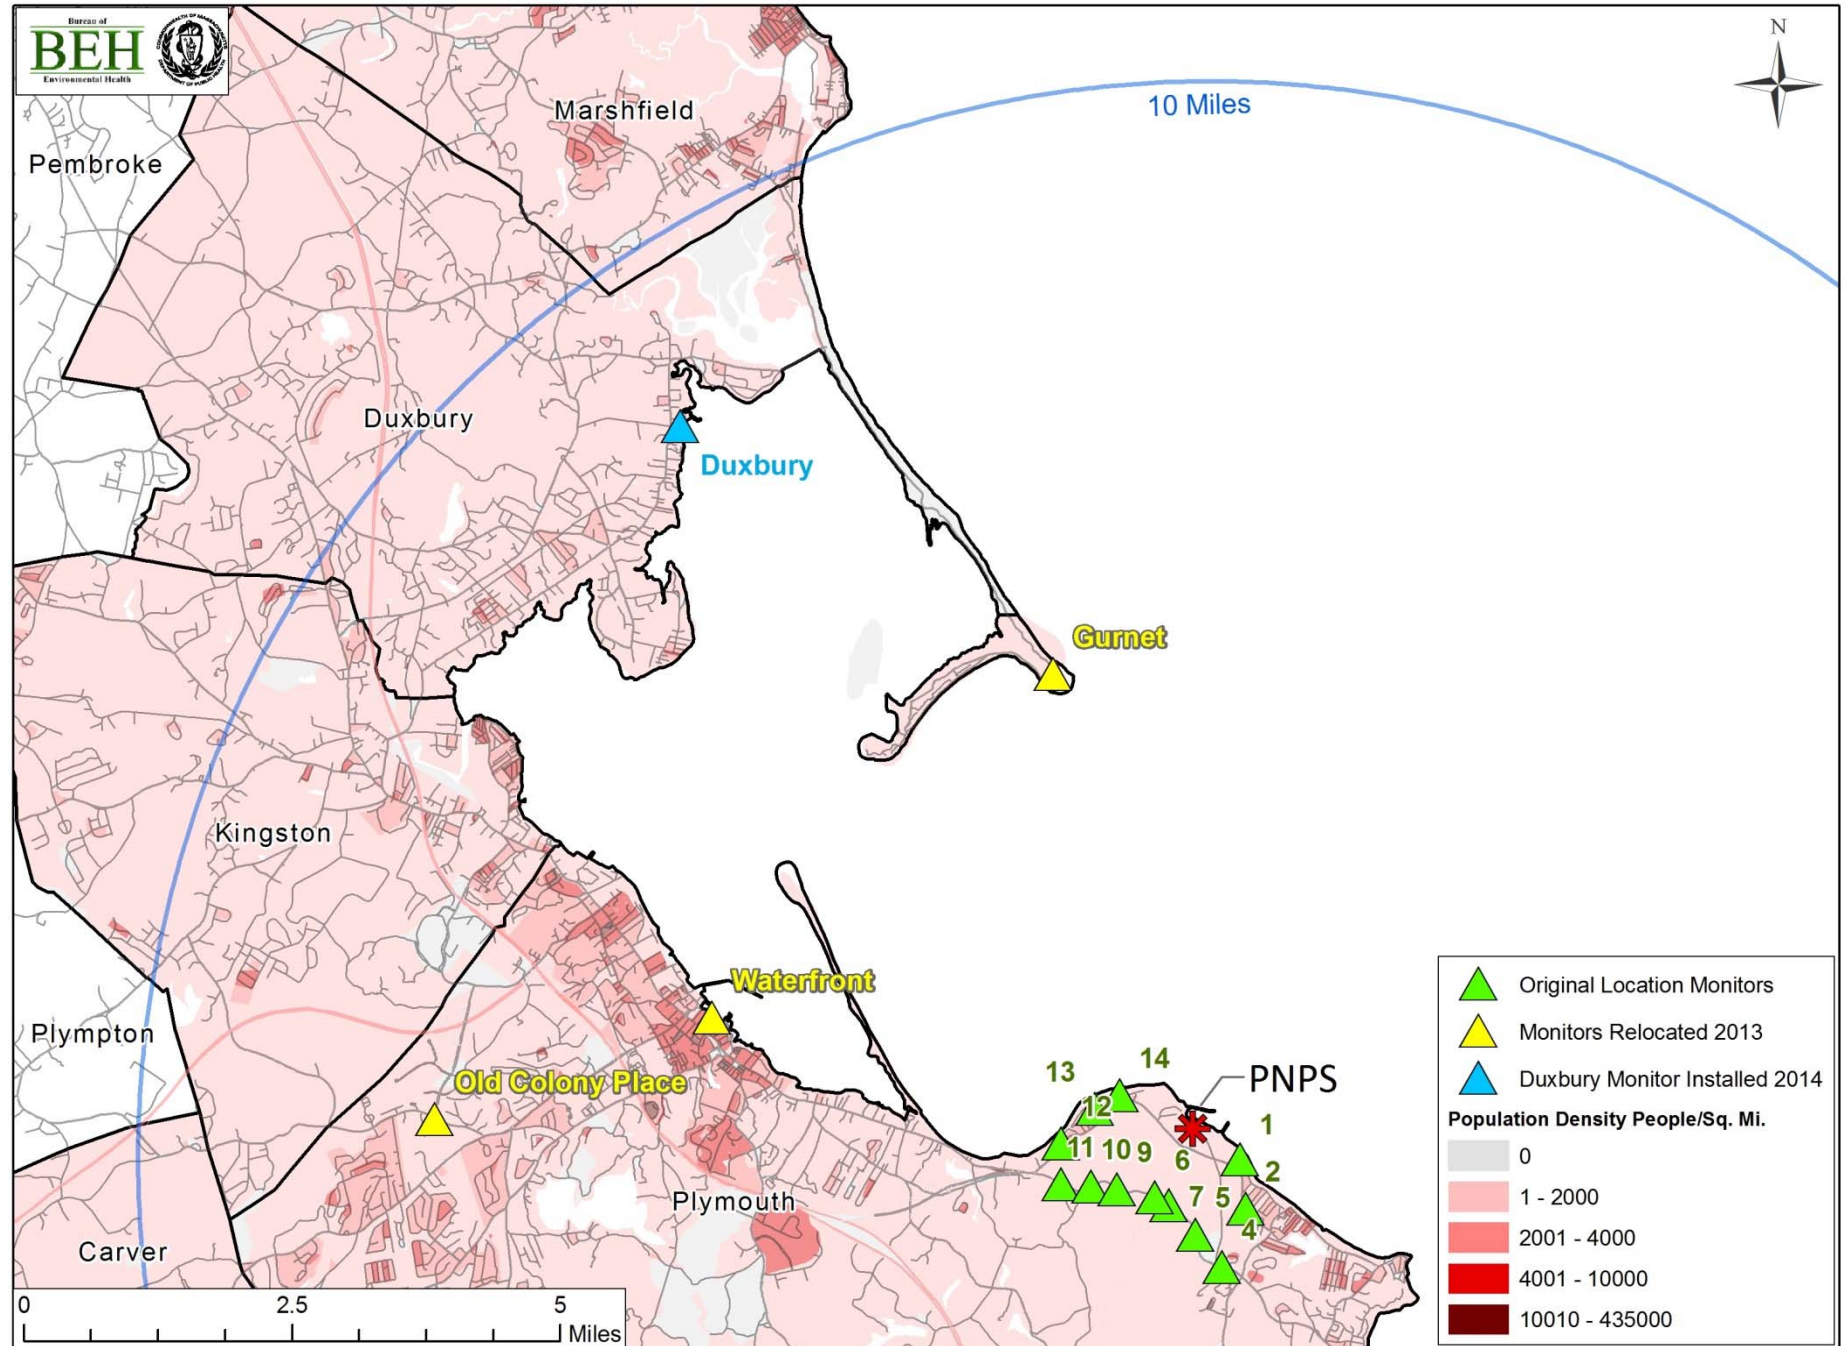 Bureau of
BEH
Environmental Health
N
Marshfield
10 Miles
Pembroke
Duxbury
Duxbury
Gurnet
Kingston
Waterfront
Plympton
Old Colony Place
13
14
PNPS
12
1
11 10 9
6
2
7 5
4
Plymouth
Carver
0 2.5 5
Miles
Original Location Monitors
Monitors Relocated 2013
Duxbury Monitor Installed 2014
Population Density People/Sq. Mi.
0
1 - 2000
2001 - 4000
4001 - 10000
10010 - 435000